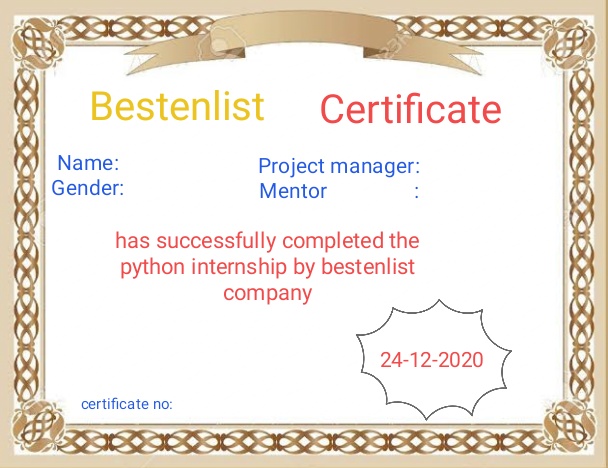 Bestenlist Certificate
Name:
Gender:
Project manager:
Mentor :
has successfully completed the
python internship by bestenlist
company
24-12-2020
certificate no: